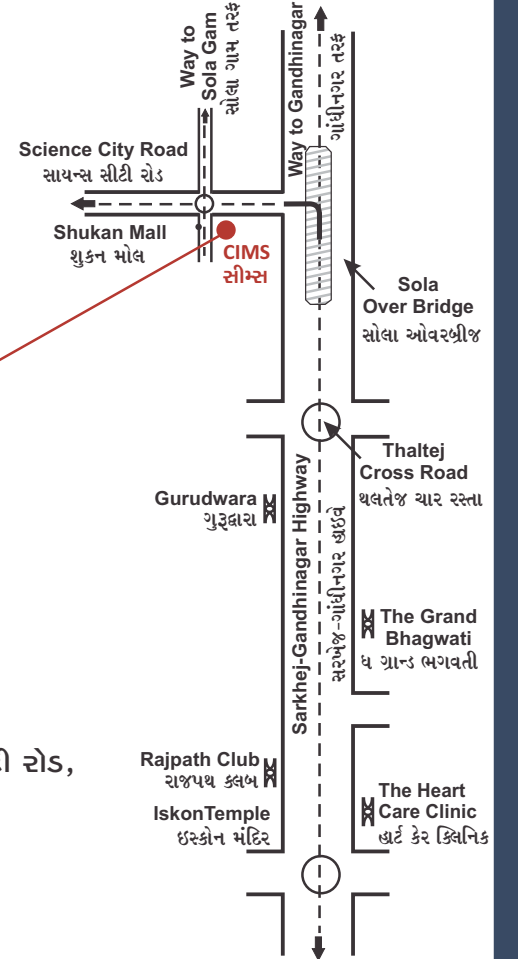 Way to
Sola Gam
સોલા ગામ તરફ
Way to Gandhinagar
ગાંધીનગર તરફ
Science City Road
સાયન્સ સીટી રોડ
Shukan Mall
શુકન મોલ
CIMS
સીમ્સ
Sola
Over Bridge
સોલા ઓવરબ્રીજ
Thaltej
Cross Road
થલતેજ ચાર રસ્તા
Gurudwara
ગુરૂદ્વારા
Sarkhej-Gandhinagar Highway
સરખેજ-ગાંધીનગર હાઇવે
The Grand
Bhagwati
ધ ગ્રાન્ડ ભગવતી
રોડ,
Rajpath Club
રાજપથ ક્લબ
IskonTemple
ઇસ્કોન મંદિર
The Heart
Care Clinic
હાર્ટ કેર ક્લિનિક